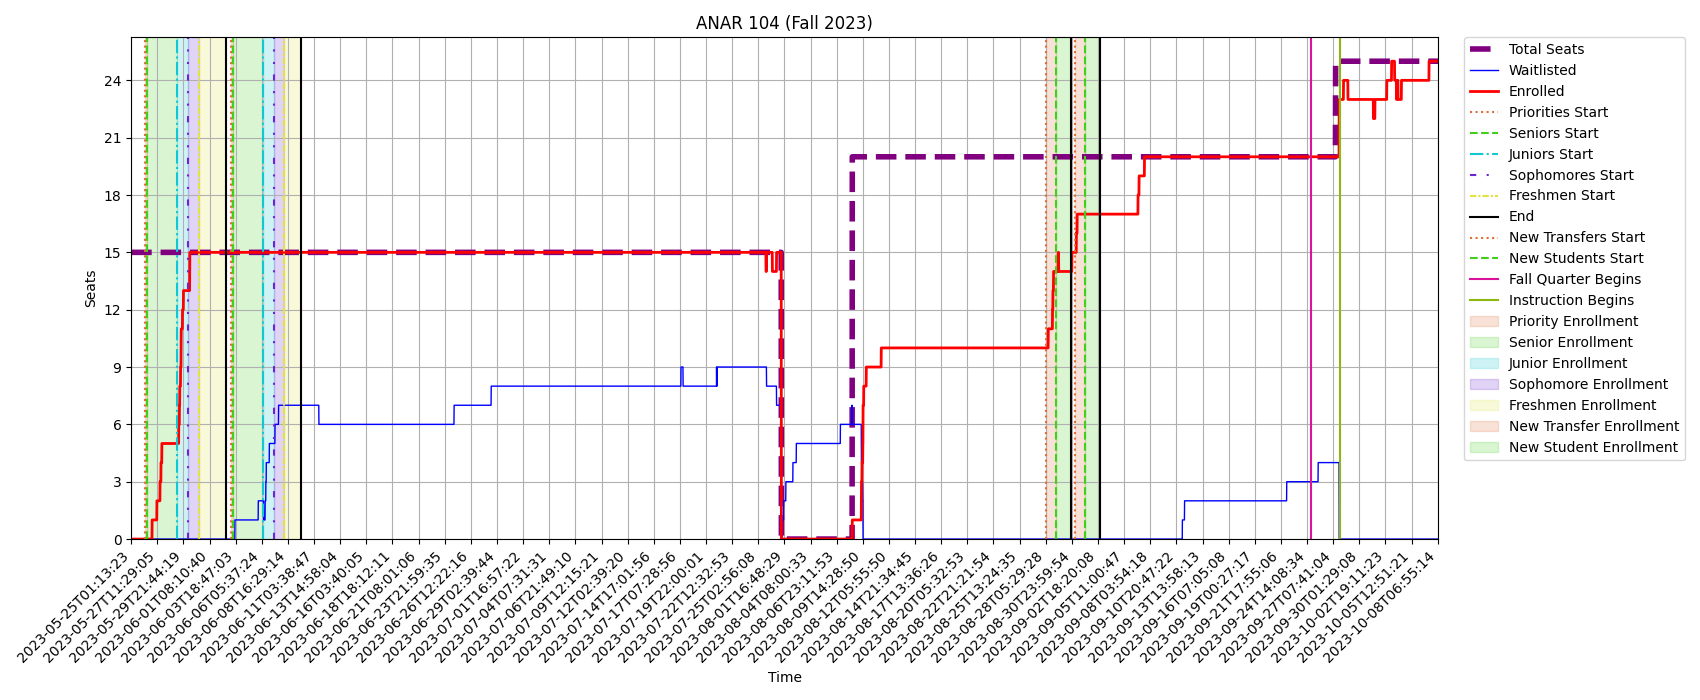 ANAR 104 (Fall 2023)
Total Seats
Waitlisted
Enrolled
Priorities Start
Seniors Start
Juniors Start
Sophomores Start
Freshmen Start
End
New Transfers Start
New Students Start
Fall Quarter Begins
Instruction Begins
Priority Enrollment
Senior Enrollment
Junior Enrollment
Sophomore Enrollment
Freshmen Enrollment
New Transfer Enrollment
New Student Enrollment
Seats
24
21
18
15
12
9
6
3
0
2023-05-25T01:13:23
2023-05-27T11:29:05
2023-05-29T21:44:19
2023-06-01T08:10:40
2023-06-03T18:47:03
2023-06-06T05:37:24
2023-06-08T16:29:14
2023-06-11T03:38:47
2023-06-13T14:58:04
2023-06-16T03:40:05
2023-06-18T18:12:11
2023-06-21T08:01:06
2023-06-23T21:59:35
2023-06-26T12:22:16
2023-06-29T02:39:44
2023-07-01T16:57:22
2023-07-04T07:31:31
2023-07-06T21:49:10
2023-07-09T12:15:21
2023-07-12T02:39:20
2023-07-14T17:01:56
2023-07-17T07:28:56
2023-07-19T22:00:01
2023-07-22T12:32:53
2023-07-25T02:56:08
2023-08-01T16:48:29
2023-08-04T08:00:33
2023-08-06T23:11:53
2023-08-09T14:28:50
2023-08-12T05:55:50
2023-08-14T21:34:45
2023-08-17T13:36:26
2023-08-20T05:32:53
2023-08-22T21:21:54
2023-08-25T13:24:35
2023-08-28T05:29:28
2023-08-30T23:59:54
2023-09-02T18:20:08
2023-09-05T11:00:47
2023-09-08T03:54:18
2023-09-10T20:47:22
2023-09-13T13:58:13
2023-09-16T07:05:08
2023-09-19T00:27:17
2023-09-21T17:55:06
2023-09-24T14:08:34
2023-09-27T07:41:04
2023-09-30T01:29:08
2023-10-02T19:11:23
2023-10-05T12:51:21
2023-10-08T06:55:14
Time